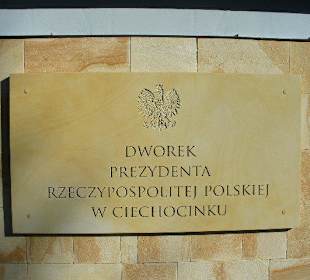 DWOREK
PREZYDENTA
RZECZYPOSPOLITEJ POLSKIEJ
W CIECHOCINKU